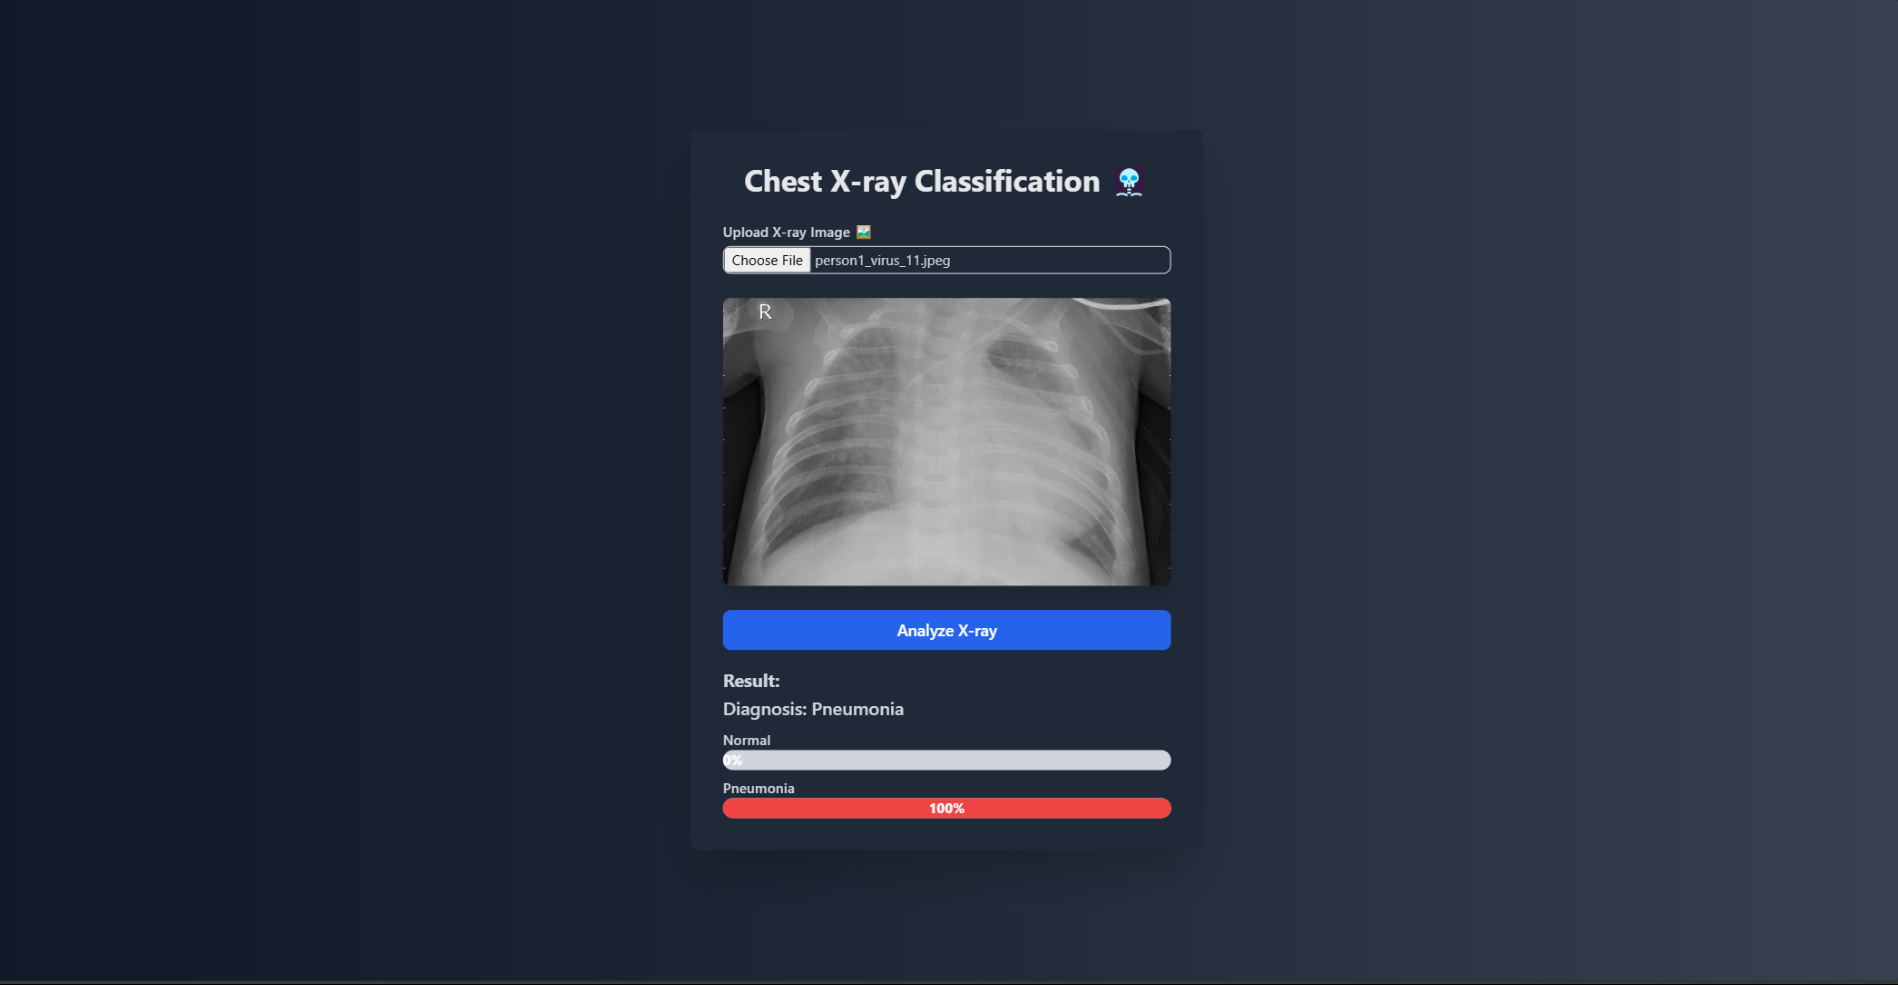 Chest X-ray Classification
Upload X-ray Image
Choose File person1_virus_11.jpeg
R
Analyze X-ray
Result:
Diagnosis: Pneumonia
Normal
0%
Pneumonia
100%